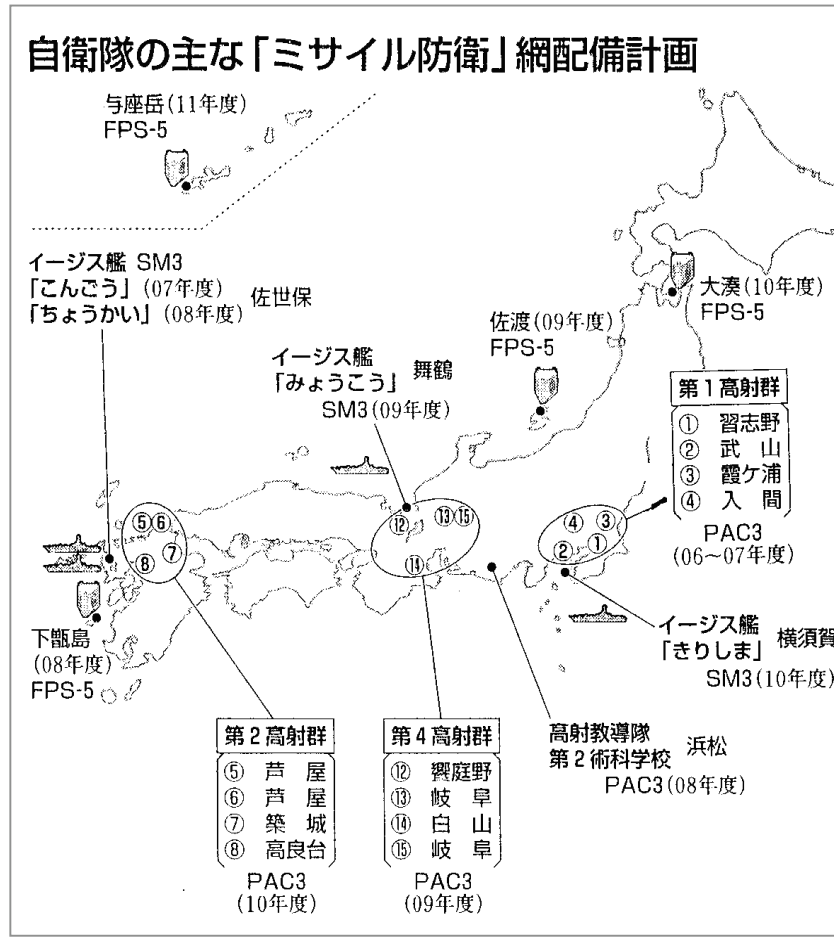 自衛隊の主な「ミサイル防衛」網配備計画
与座岳(11年度)
FPS-5
イージス艦 SM3
「こんごう」(07年度)
「ちょうかい」(08年度)
佐世保
イージス艦
「みょうこう」
舞鶴
SM3(09年度)
佐渡(09年度)
FPS-5
大湊(10年度)
FPS-5
第1高射群
① 習志野
② 武山
③ 霞ケ浦
④ 入間
PAC3
(06〜07年度)
⑤⑥
⑦
⑧
⑫
⑬⑮
⑭
④
③
②
①
下甑島
(08年度)
FPS-5
イージス艦
「きりしま」
横須賀
SM3(10年度)
高射教導隊
第2術科学校
浜松
PAC3(08年度)
第2高射群
⑤ 芦屋
⑥ 芦屋
⑦ 築城
⑧ 高良台
PAC3
(10年度)
第4高射群
⑫ 饗庭野
⑬ 岐阜
⑭ 白山
⑮ 岐阜
PAC3
(09年度)